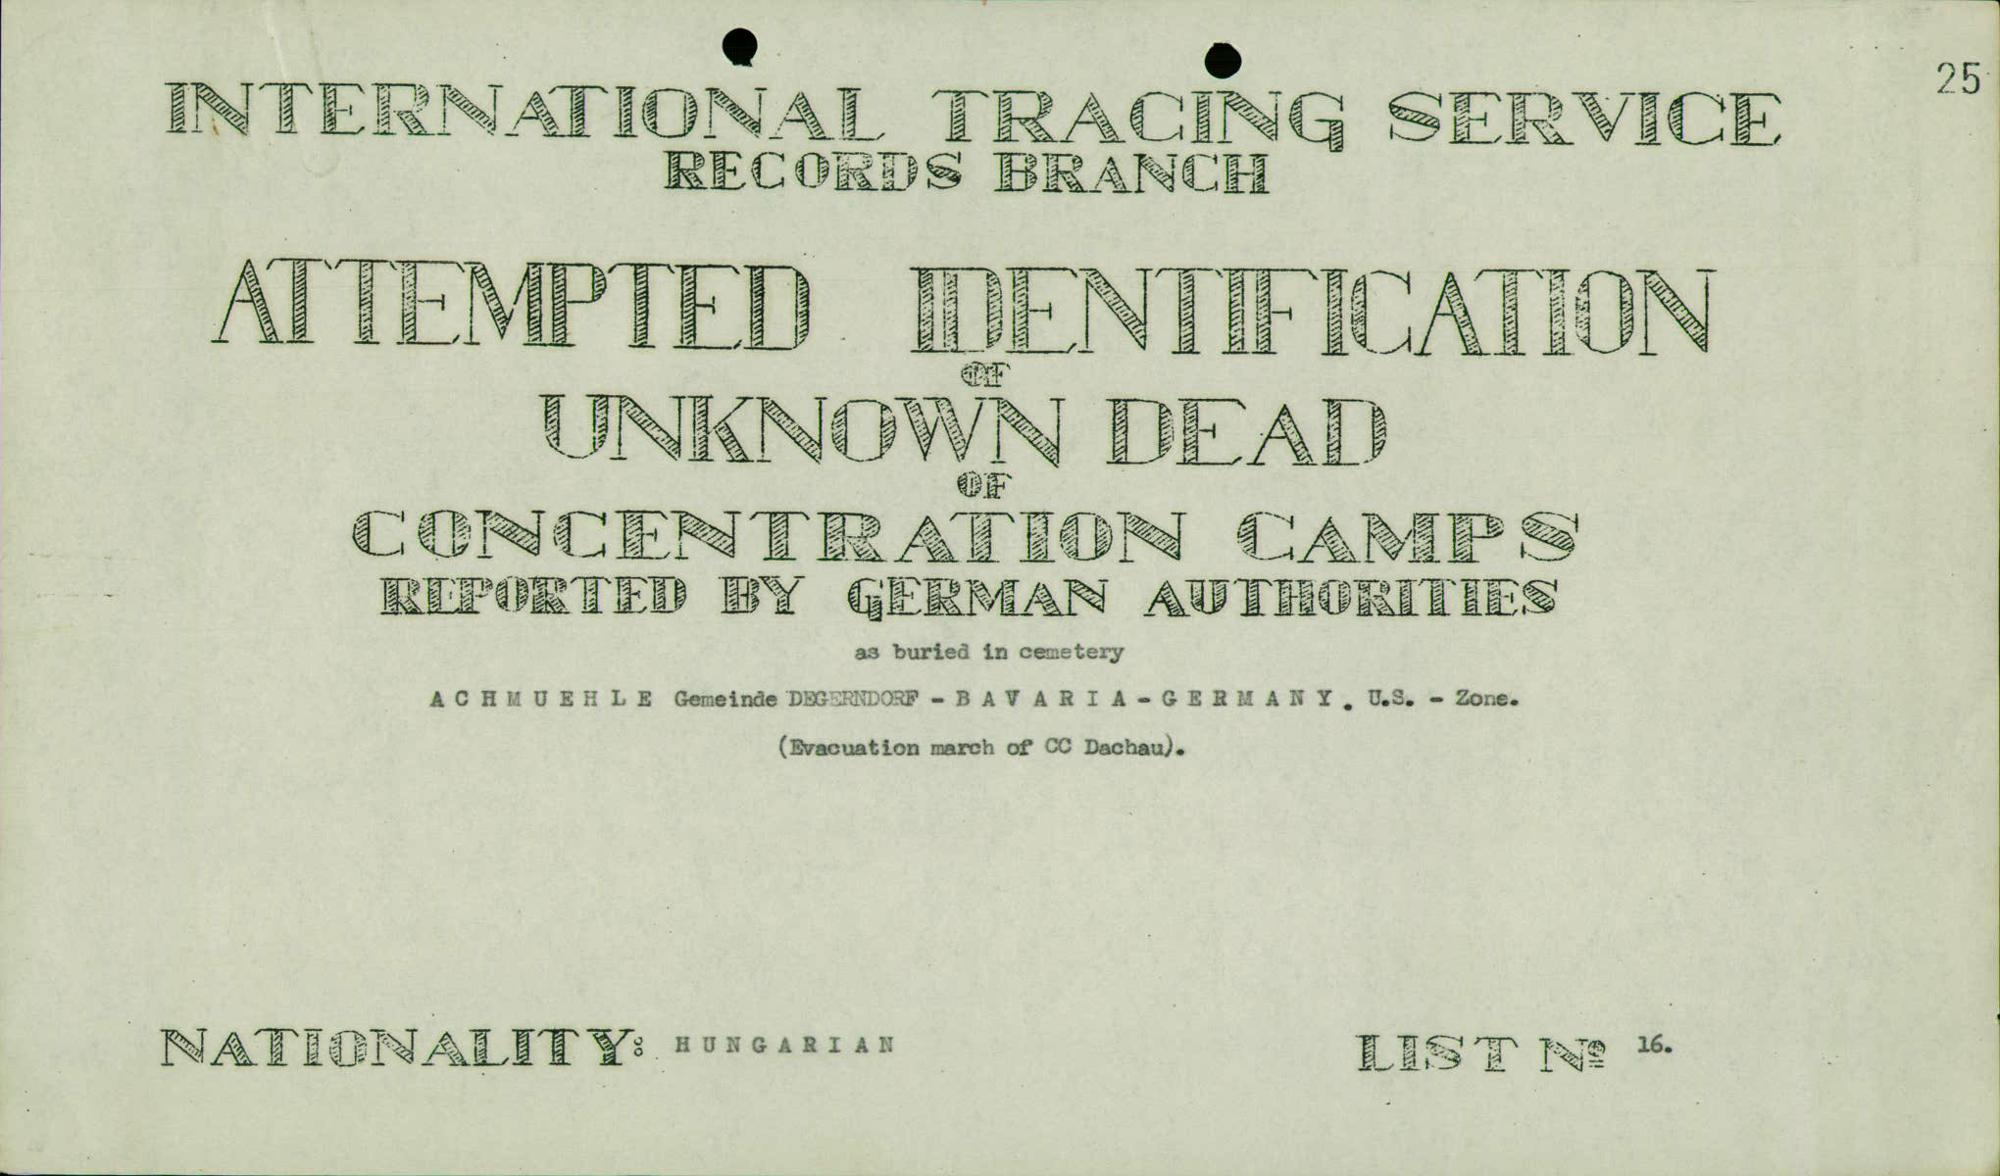 25
INTERNATIONAL TRACING SERVICE
RECORDS BRANCH
ATTEMPTED IDENTIFICATION
OF
UNKNOWN DEAD
OF
CONCENTRATION CAMPS
REPORTED BY GERMAN AUTHORITIES
as buried in cemetery
A C H M U E H L E Gemeinde DEGERNDORF - B A V A R I A - G E R M A N Y . U.S. - Zone.
(Evacuation march of CC Dachau).
NATIONALITY: H U N G A R I A N
LIST Nº 16.